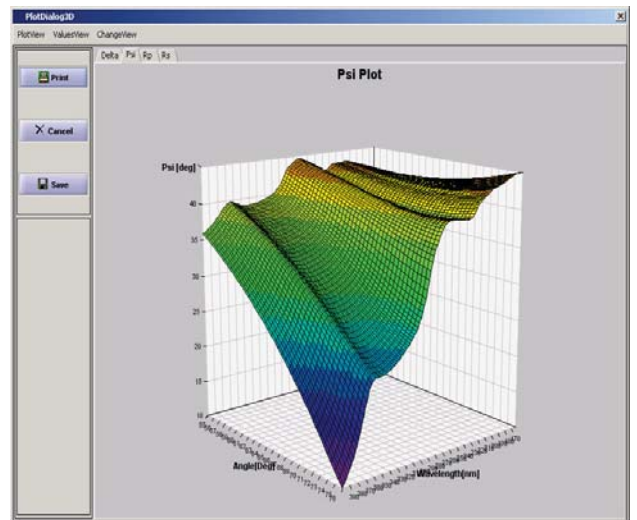 PlotDialog3D
PlotView ValuesView ChangeView
Delta Psi Rp Rs
Print
Cancel
Save
Psi Plot
Psi [deg]
40
35
30
25
20
15
10
Angle[Deg]
Wavelength[nm]